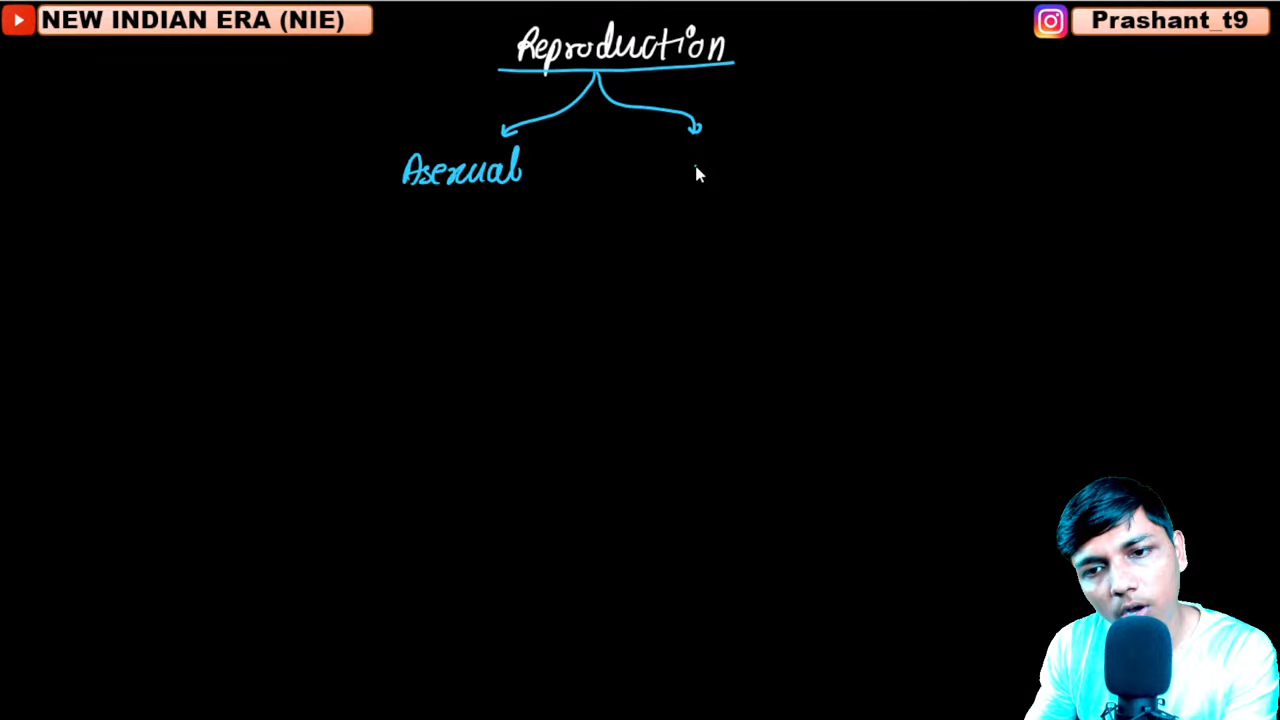 NEW INDIAN ERA (NIE)
Prashant_t9
Reproduction
Asexual